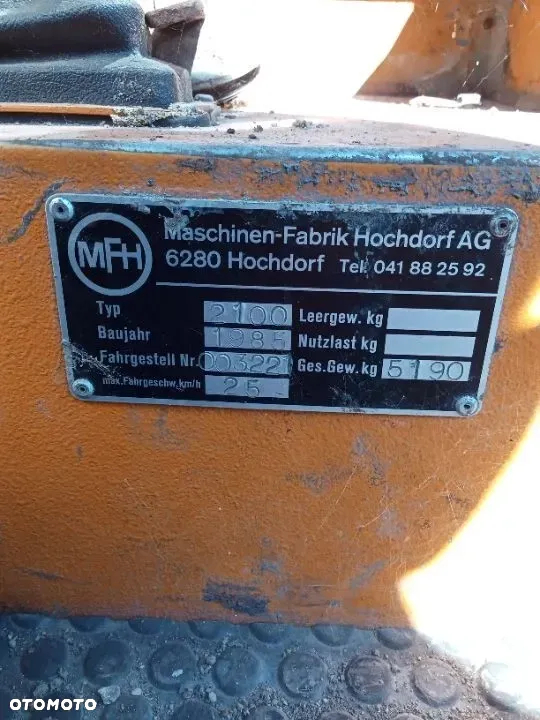 MFH
Maschinen-Fabrik Hochdorf AG
6280 Hochdorf Tel. 041 88 25 92
Typ 2100 Leergew. kg
Baujahr 1985 Nutzlast kg
Fahrgestell Nr. 003221 Ges.Gew. kg 5190
max. Fahrgeschw. km/h 25
OTOMOTO